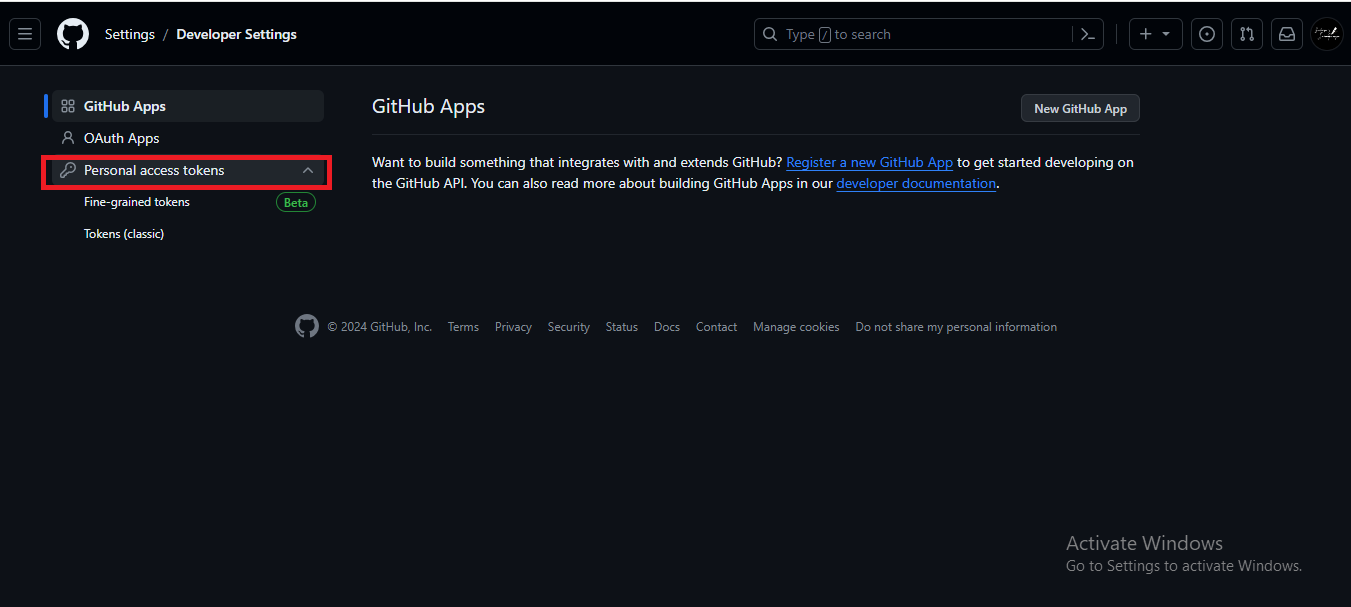 Settings / Developer Settings
Type / to search
GitHub Apps
OAuth Apps
Personal access tokens
Fine-grained tokens Beta
Tokens (classic)
GitHub Apps
New GitHub App
Want to build something that integrates with and extends GitHub? Register a new GitHub App to get started developing on
the GitHub API. You can also read more about building GitHub Apps in our developer documentation.
© 2024 GitHub, Inc. Terms Privacy Security Status Docs Contact Manage cookies Do not share my personal information
Activate Windows
Go to Settings to activate Windows.